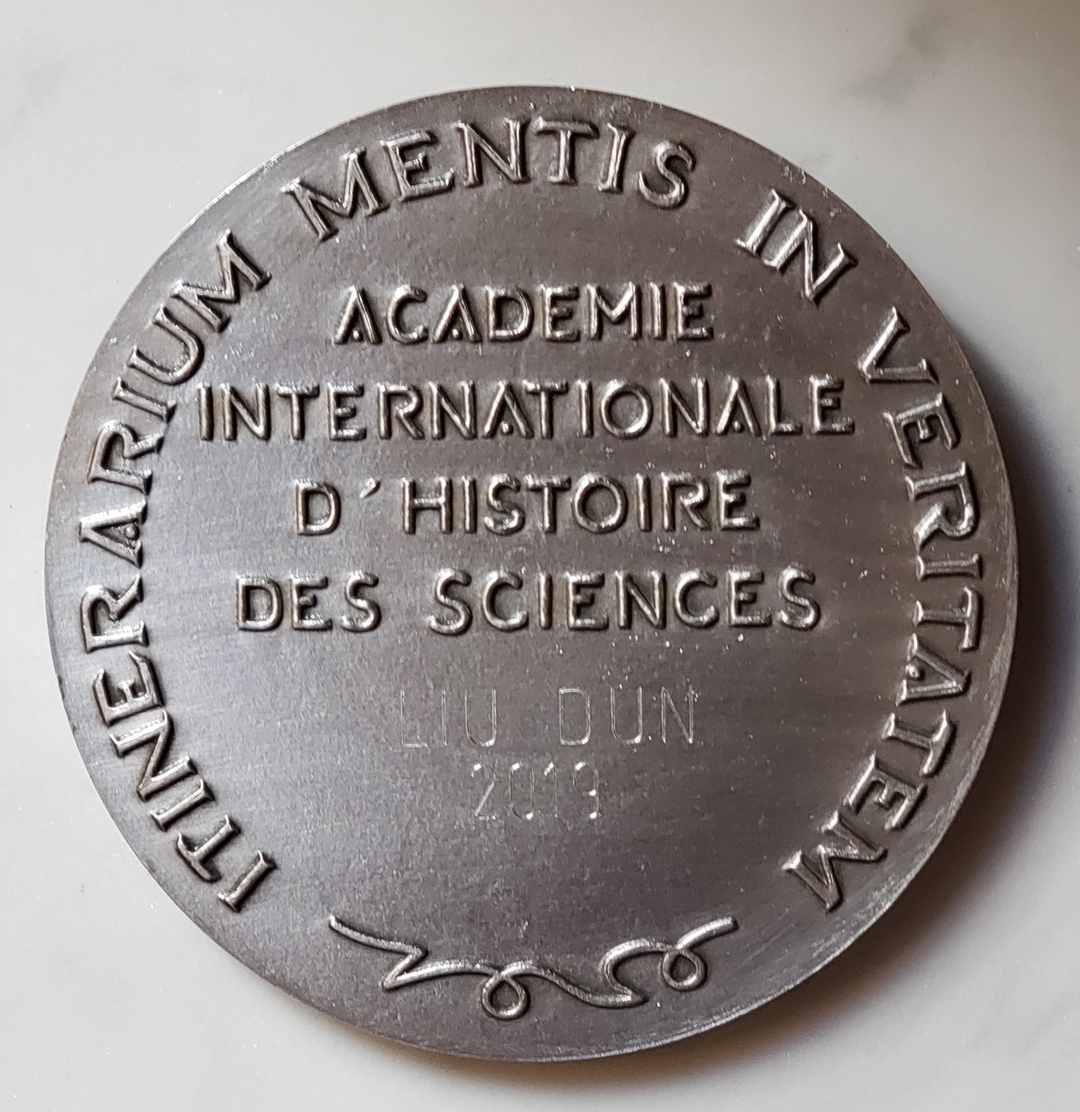 ITINERARIUM MENTIS IN VERITATEM
ACADEMIE
INTERNATIONALE
D´HISTOIRE
DES SCIENCES
LIU DUN
2019